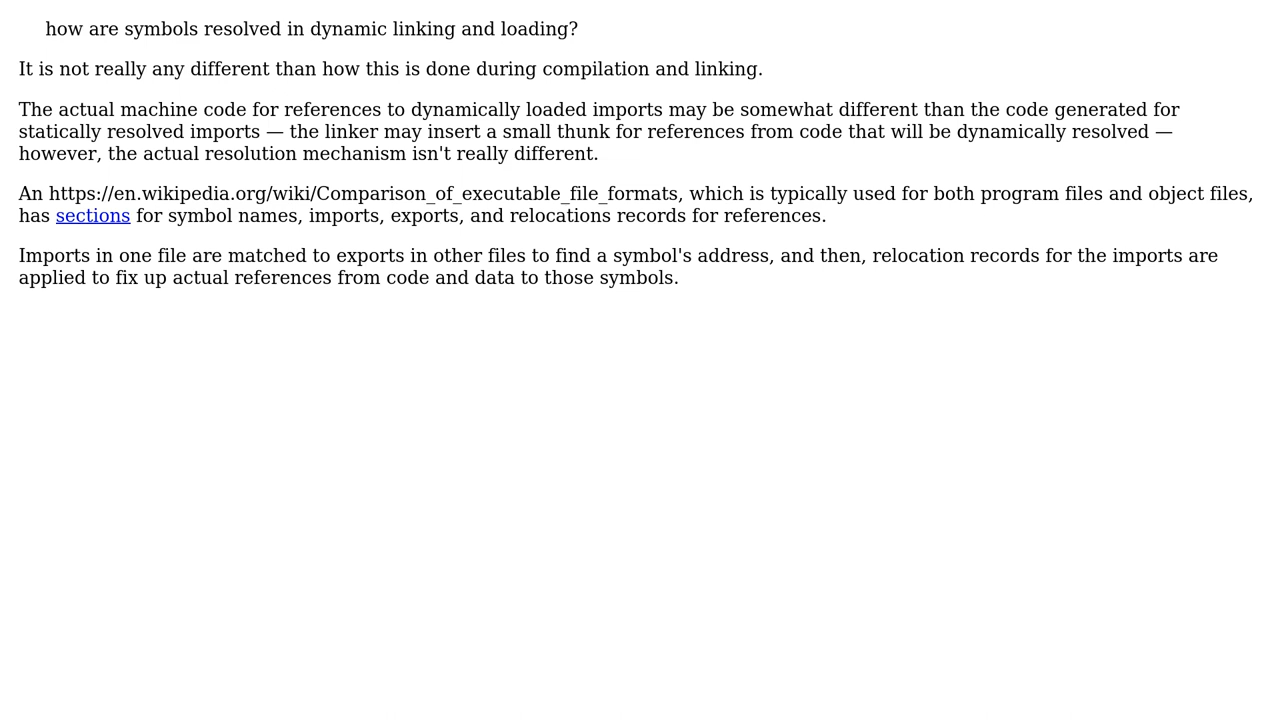 how are symbols resolved in dynamic linking and loading?
It is not really any different than how this is done during compilation and linking.
The actual machine code for references to dynamically loaded imports may be somewhat different than the code generated for
statically resolved imports — the linker may insert a small thunk for references from code that will be dynamically resolved —
however, the actual resolution mechanism isn't really different.
An https://en.wikipedia.org/wiki/Comparison_of_executable_file_formats, which is typically used for both program files and object files,
has sections for symbol names, imports, exports, and relocations records for references.
Imports in one file are matched to exports in other files to find a symbol's address, and then, relocation records for the imports are
applied to fix up actual references from code and data to those symbols.